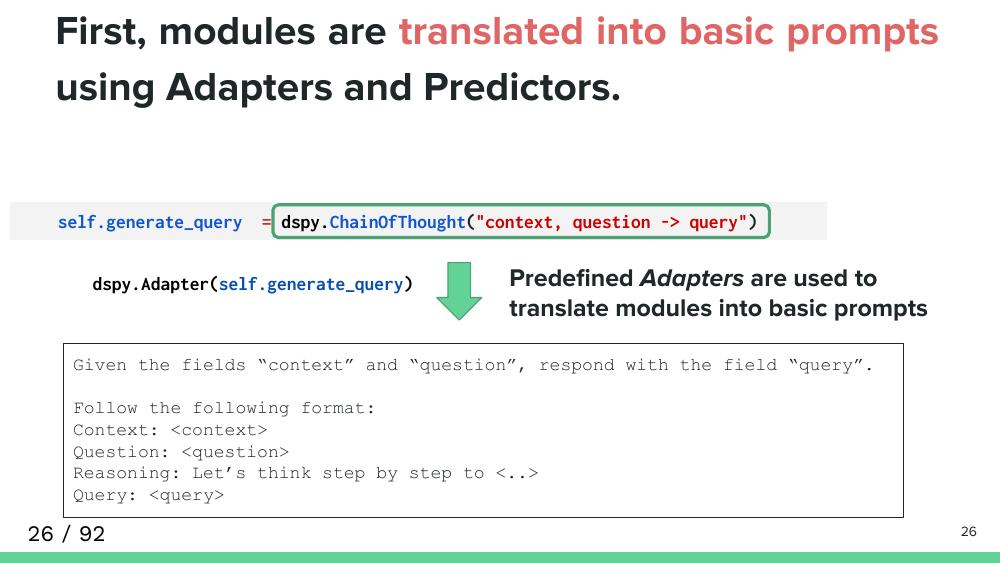 First, modules are translated into basic prompts
using Adapters and Predictors.
self.generate_query = dspy.ChainOfThought("context, question -> query")
dspy.Adapter(self.generate_query)
Predefined Adapters are used to
translate modules into basic prompts
Given the fields “context” and “question”, respond with the field “query”.
Follow the following format:
Context: <context>
Question: <question>
Reasoning: Let’s think step by step to <..>
Query: <query>
26 / 92
26